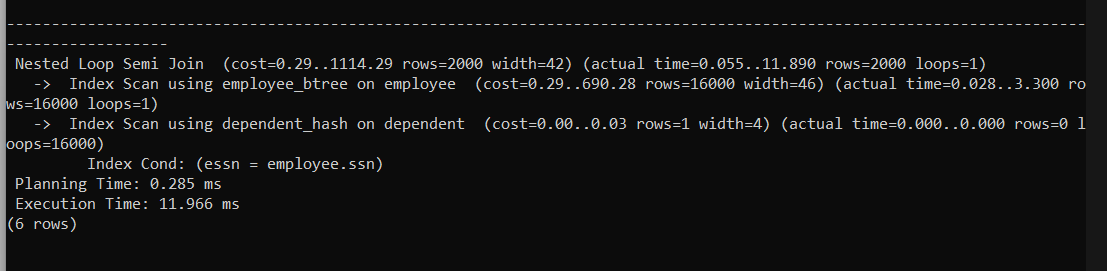 ------------------------------------------------------------------------------------------------------------------------
------------------
 Nested Loop Semi Join  (cost=0.29..1114.29 rows=2000 width=42) (actual time=0.055..11.890 rows=2000 loops=1)
   ->  Index Scan using employee_btree on employee  (cost=0.29..690.28 rows=16000 width=46) (actual time=0.028..3.300 ro
ws=16000 loops=1)
   ->  Index Scan using dependent_hash on dependent  (cost=0.00..0.03 rows=1 width=4) (actual time=0.000..0.000 rows=0 l
oops=16000)
         Index Cond: (essn = employee.ssn)
 Planning Time: 0.285 ms
 Execution Time: 11.966 ms
(6 rows)